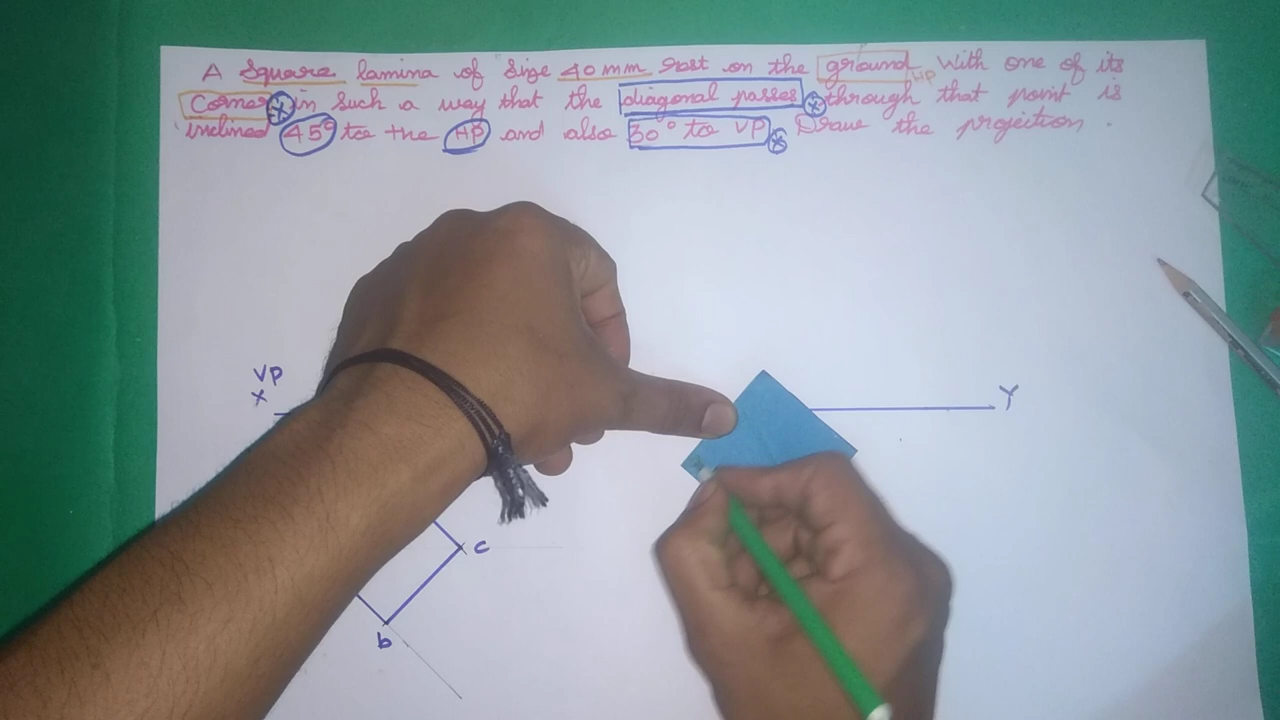 A Square lamina of Size 40 mm rest on the ground With one of its
HP
Corner in Such a way that the diagonal passes through that point is
inclined 45° to the HP and also 30° to VP. Draw the projection.
VP
X
Y
c
b